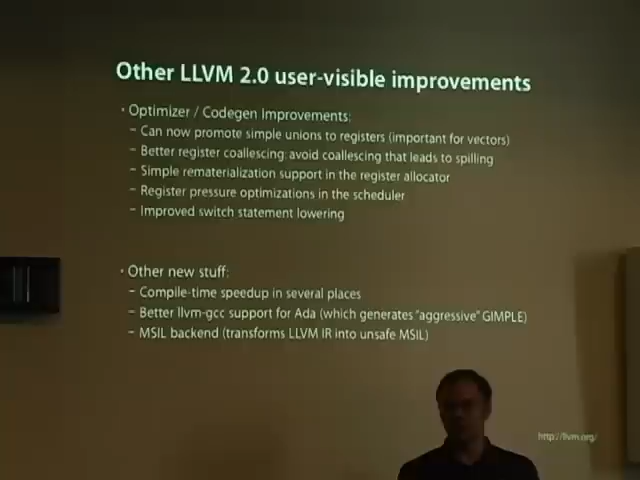 Other LLVM 2.0 user-visible improvements
• Optimizer / Codegen Improvements:
– Can now promote simple unions to registers (important for vectors)
– Better register coallescing: avoid coallescing that leads to spilling
– Simple rematerialization support in the register allocator
– Register pressure optimizations in the scheduler
– Improved switch statement lowering
• Other new stuff:
– Compile-time speedup in several places
– Better llvm-gcc support for Ada (which generates "aggressive" GIMPLE)
– MSIL backend (transforms LLVM IR into unsafe MSIL)
http://llvm.org/